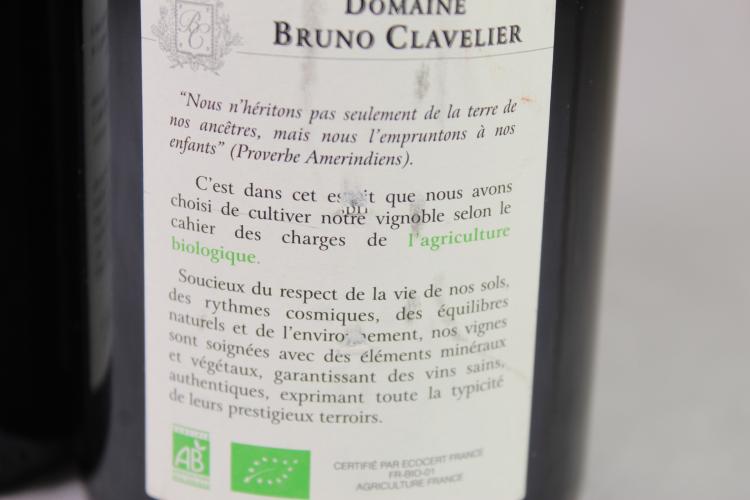 DOMAINE
BRUNO CLAVELIER
"Nous n'héritons pas seulement de la terre de
nos ancêtres, mais nous l'empruntons à nos
enfants" (Proverbe Amerindiens).
C'est dans cet que nous avons
choisi de cultiver notre vignoble selon le
cahier des charges de l'agriculture
biologique.
Soucieux du respect de la vie de nos sols,
des rythmes cosmiques, des équilibres
naturels et de l'environnement, nos vignes
sont soignées avec des éléments minéraux
et végétaux, garantissant des vins sains,
authentiques, exprimant toute la typicité
de leurs prestigieux terroirs.
AB
CERTIFIÉ PAR ECOCERT FRANCE
FR-BIO-01
AGRICULTURE FRANCE